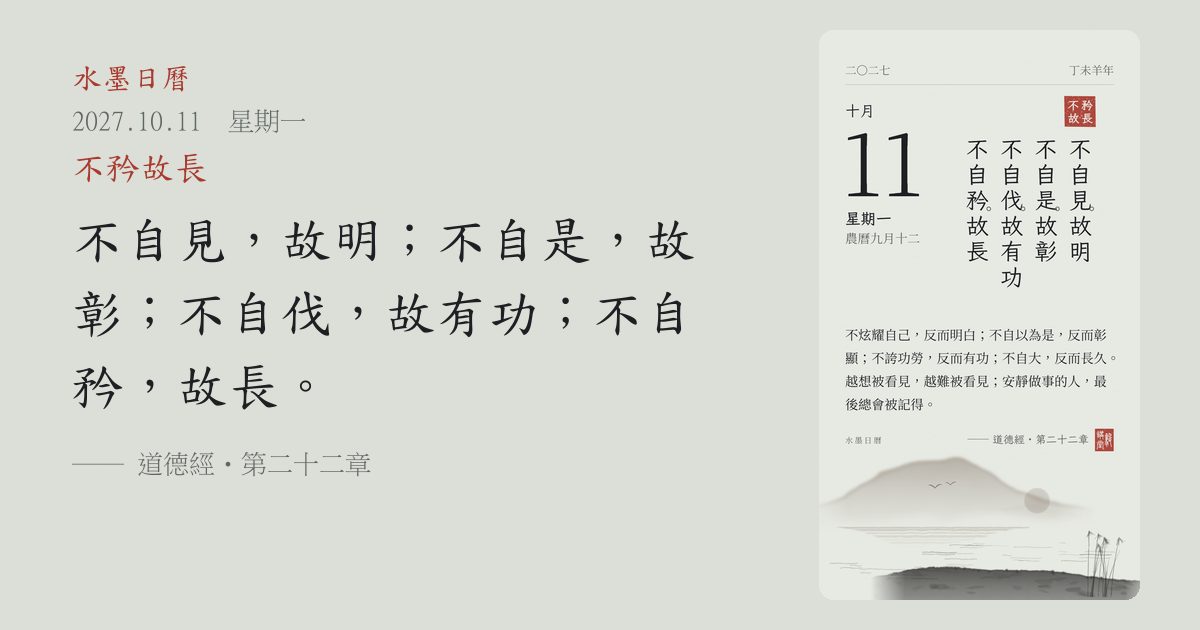 水墨日曆
2027.10.11 星期一
不矜故長
不自見，故明；不自是，故
彰；不自伐，故有功；不自
矜，故長。
—— 道德經・第二十二章
二〇二七
丁未羊年
十月
11
星期一
農曆九月十二
不矜故長
不自見。故明
不自是。故彰
不自伐。故有功
不自矜。故長
不炫耀自己，反而明白；不自以為是，反而彰
顯；不誇功勞，反而有功；不自大，反而長久。
越想被看見，越難被看見；安靜做事的人，最
後總會被記得。
水墨日曆
—— 道德經・第二十二章